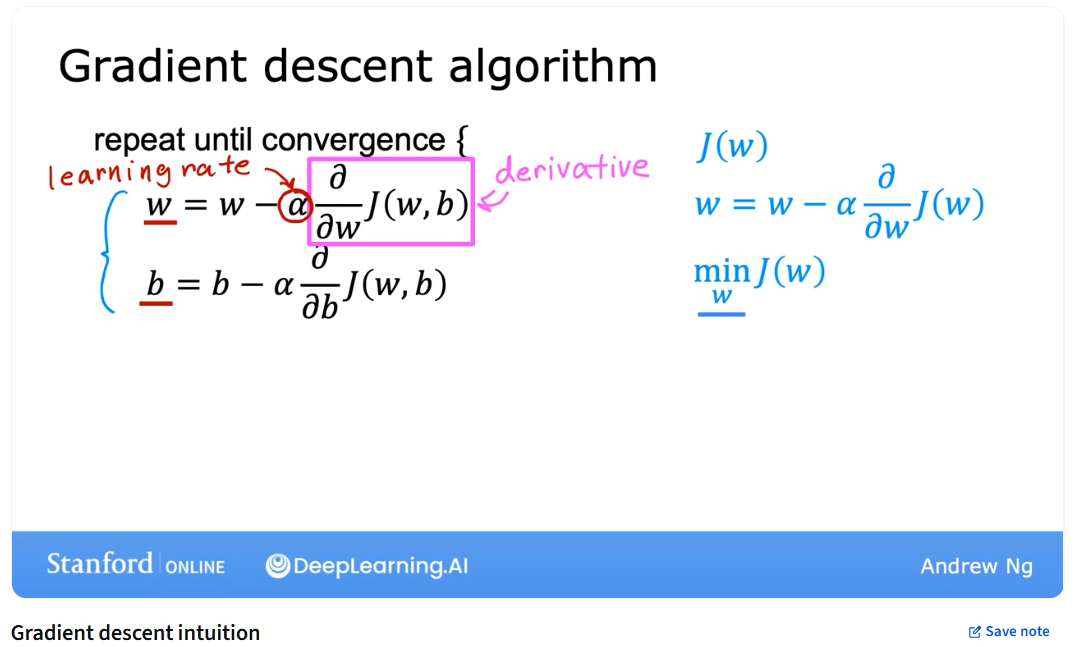 Gradient descent algorithm
repeat until convergence {
learning rate
derivative
w = w − α ∂/∂w J(w, b)
b = b − α ∂/∂b J(w, b)
J(w)
w = w − α ∂/∂w J(w)
min J(w)
w
Stanford ONLINE
DeepLearning.AI
Andrew Ng
Gradient descent intuition
Save note